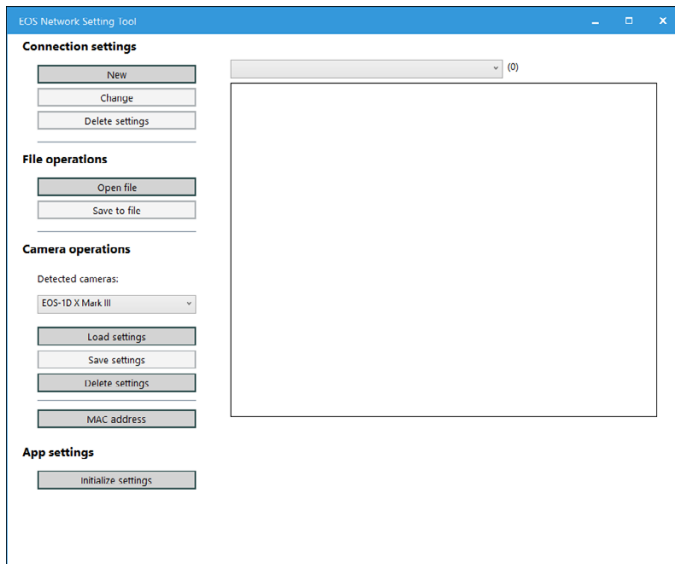 EOS Network Setting Tool
Connection settings
New
(0)
Change
Delete settings
File operations
Open file
Save to file
Camera operations
Detected cameras:
EOS-1D X Mark III
Load settings
Save settings
Delete settings
MAC address
App settings
Initialize settings